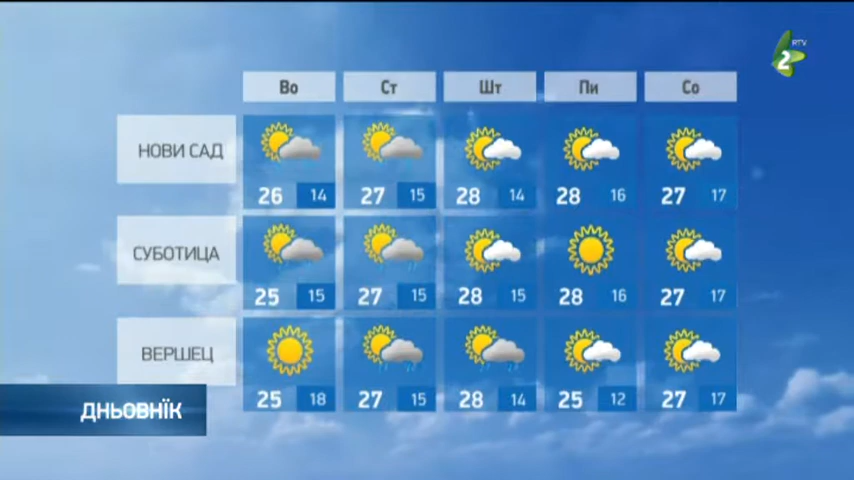 RTV
2
Во Ст Шт Пи Со
НОВИ САД
26 14 27 15 28 14 28 16 27 17
СУБОТИЦА
25 15 27 15 28 15 28 16 27 17
ВЕРШЕЦ
25 18 27 15 28 14 25 12 27 17
ДНЬОВНЇК